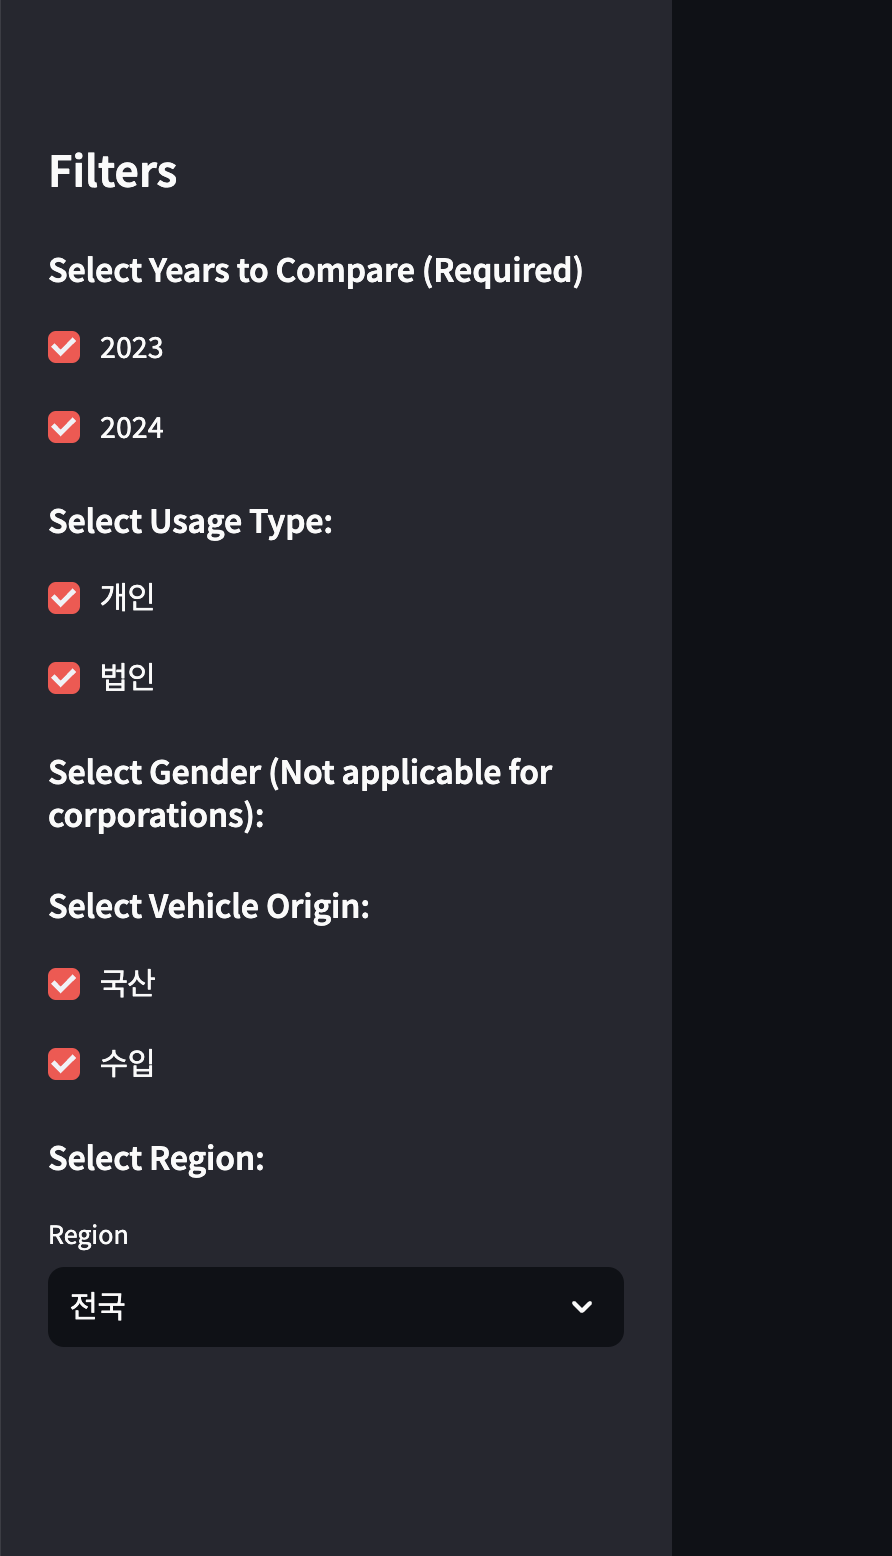 Filters
Select Years to Compare (Required)
2023
2024
Select Usage Type:
개인
법인
Select Gender (Not applicable for
corporations):
Select Vehicle Origin:
국산
수입
Select Region:
Region
전국